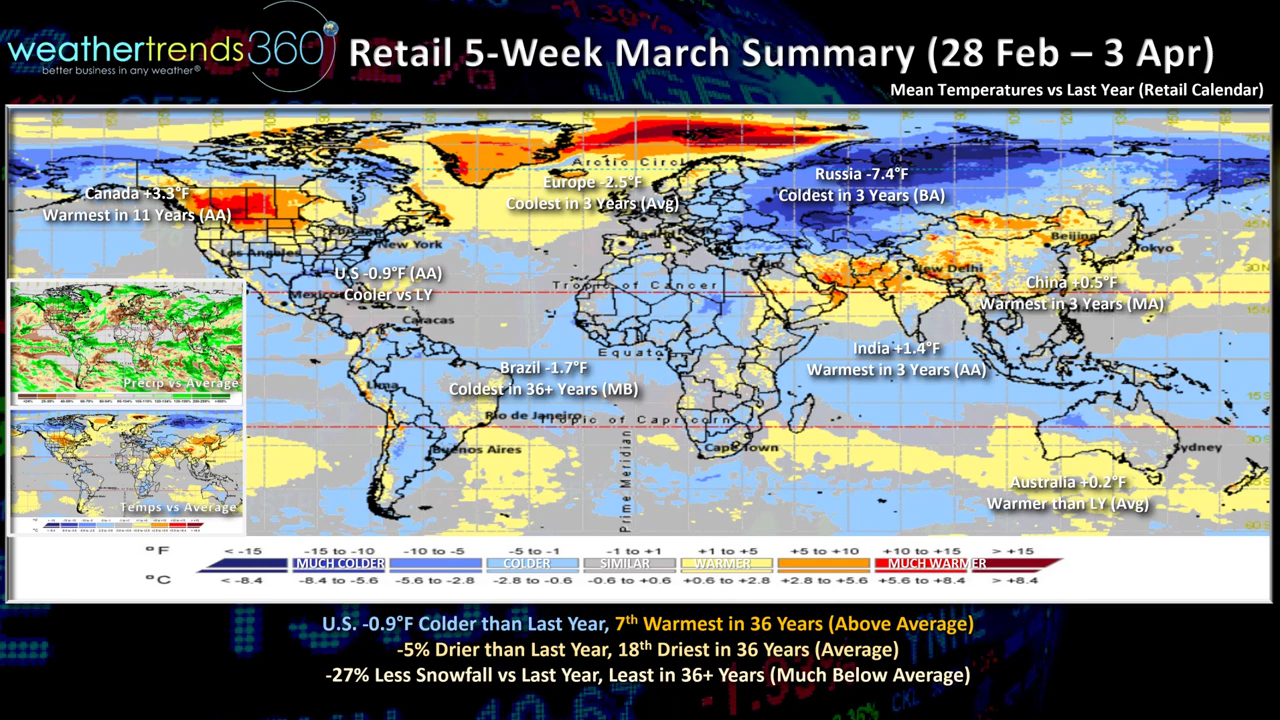 weathertrends360°
better business in any weather®
Retail 5-Week March Summary (28 Feb – 3 Apr)
Mean Temperatures vs Last Year (Retail Calendar)
Arctic Circ
Canada +3.3°F
Warmest in 11 Years (AA)
Europe -2.5°F
Coolest in 3 Years (Avg)
Russia -7.4°F
Coldest in 3 Years (BA)
Chicago
New York
Los Angeles
Madrid
Beijing
Tokyo
New Delhi
U.S -0.9°F (AA)
Cooler vs LY
Mexico
Tropic of Cancer
China +0.5°F
Warmest in 3 Years (MA)
Caracas
Equato
India +1.4°F
Warmest in 3 Years (AA)
Brazil -1.7°F
Coldest in 36+ Years (MB)
Lima
Rio de Janeiro
Tropic of Capricorn
Buenos Aires
Cape Town
Sydney
Prime Meridian
Australia +0.2°F
Warmer than LY (Avg)
Precip vs Average
Temps vs Average
°F < -15 -15 to -10 -10 to -5 -5 to -1 -1 to +1 +1 to +5 +5 to +10 +10 to +15 > +15
MUCH COLDER COLDER SIMILAR WARMER MUCH WARMER
°C < -8.4 -8.4 to -5.6 -5.6 to -2.8 -2.8 to -0.6 -0.6 to +0.6 +0.6 to +2.8 +2.8 to +5.6 +5.6 to +8.4 > +8.4
U.S. -0.9°F Colder than Last Year, 7th Warmest in 36 Years (Above Average)
-5% Drier than Last Year, 18th Driest in 36 Years (Average)
-27% Less Snowfall vs Last Year, Least in 36+ Years (Much Below Average)